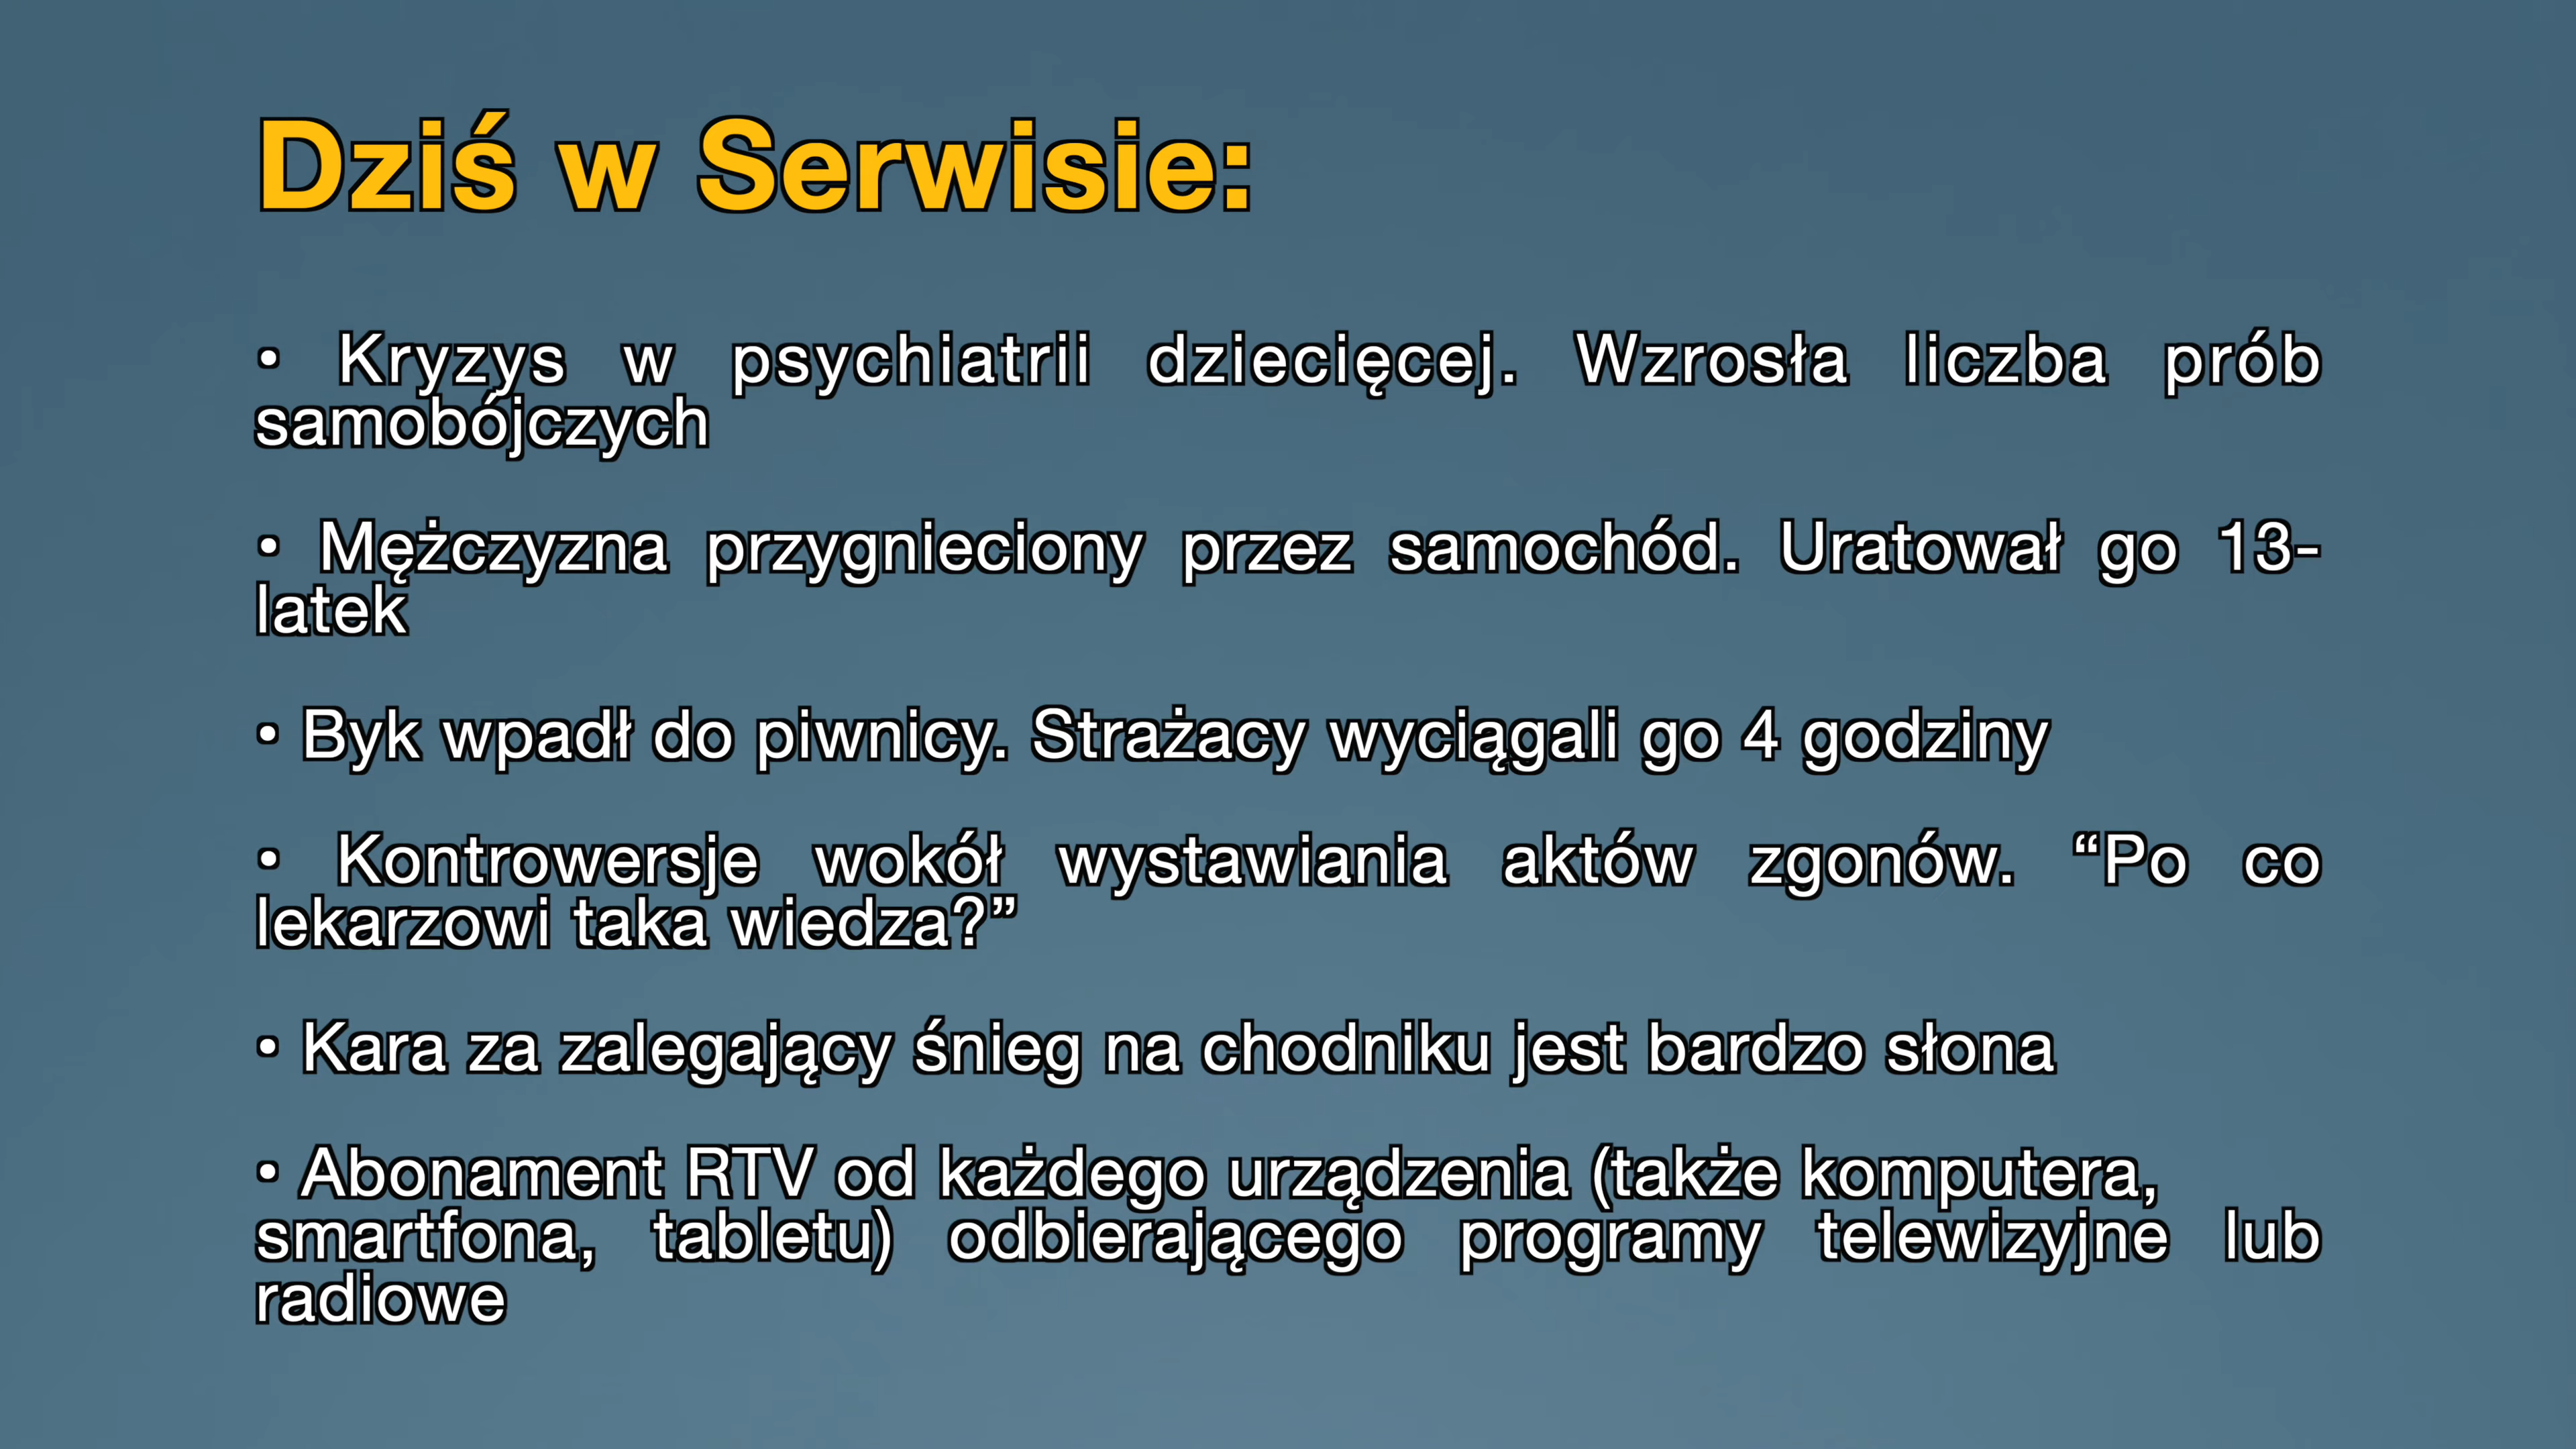 Dziś w Serwisie:
• Kryzys w psychiatrii dziecięcej. Wzrosła liczba prób
samobójczych
• Mężczyzna przygnieciony przez samochód. Uratował go 13-
latek
• Byk wpadł do piwnicy. Strażacy wyciągali go 4 godziny
• Kontrowersje wokół wystawiania aktów zgonów. “Po co
lekarzowi taka wiedza?”
• Kara za zalegający śnieg na chodniku jest bardzo słona
• Abonament RTV od każdego urządzenia (także komputera,
smartfona, tabletu) odbierającego programy telewizyjne lub
radiowe